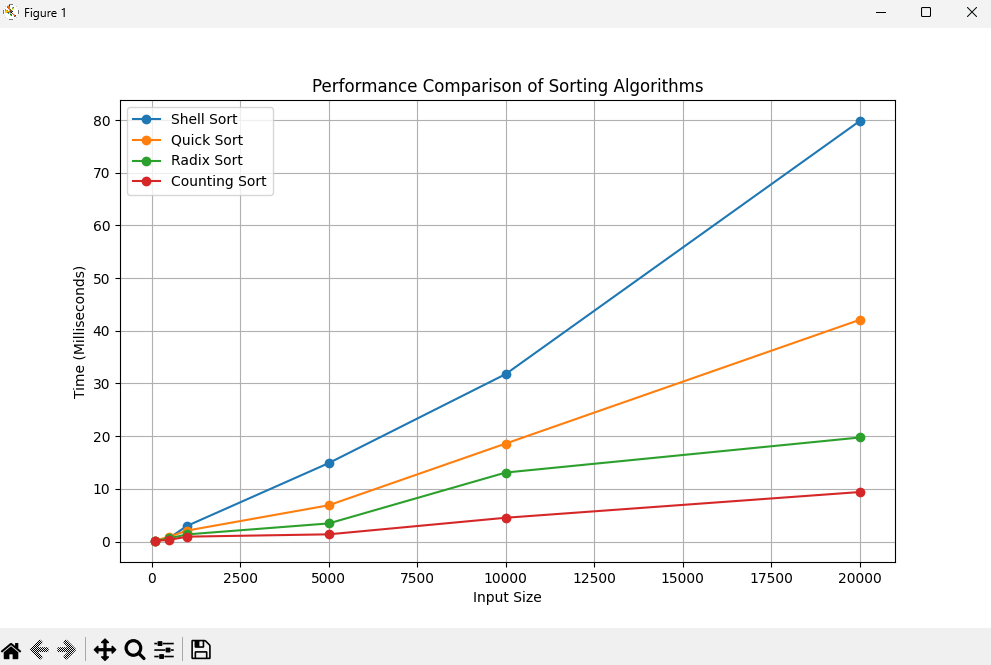 Figure 1
Performance Comparison of Sorting Algorithms
Shell Sort
Quick Sort
Radix Sort
Counting Sort
Time (Milliseconds)
80
70
60
50
40
30
20
10
0
0 2500 5000 7500 10000 12500 15000 17500 20000
Input Size